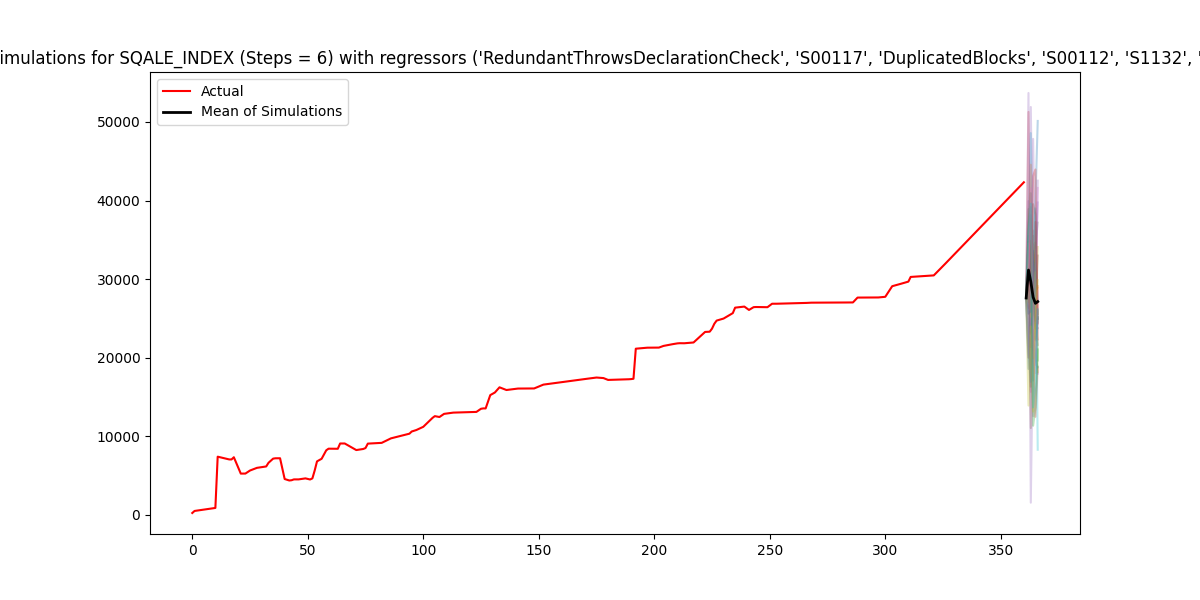 imulations for SQALE_INDEX (Steps = 6) with regressors ('RedundantThrowsDeclarationCheck', 'S00117', 'DuplicatedBlocks', 'S00112', 'S1132', '
Actual
Mean of Simulations
50000
40000
30000
20000
10000
0
0 50 100 150 200 250 300 350